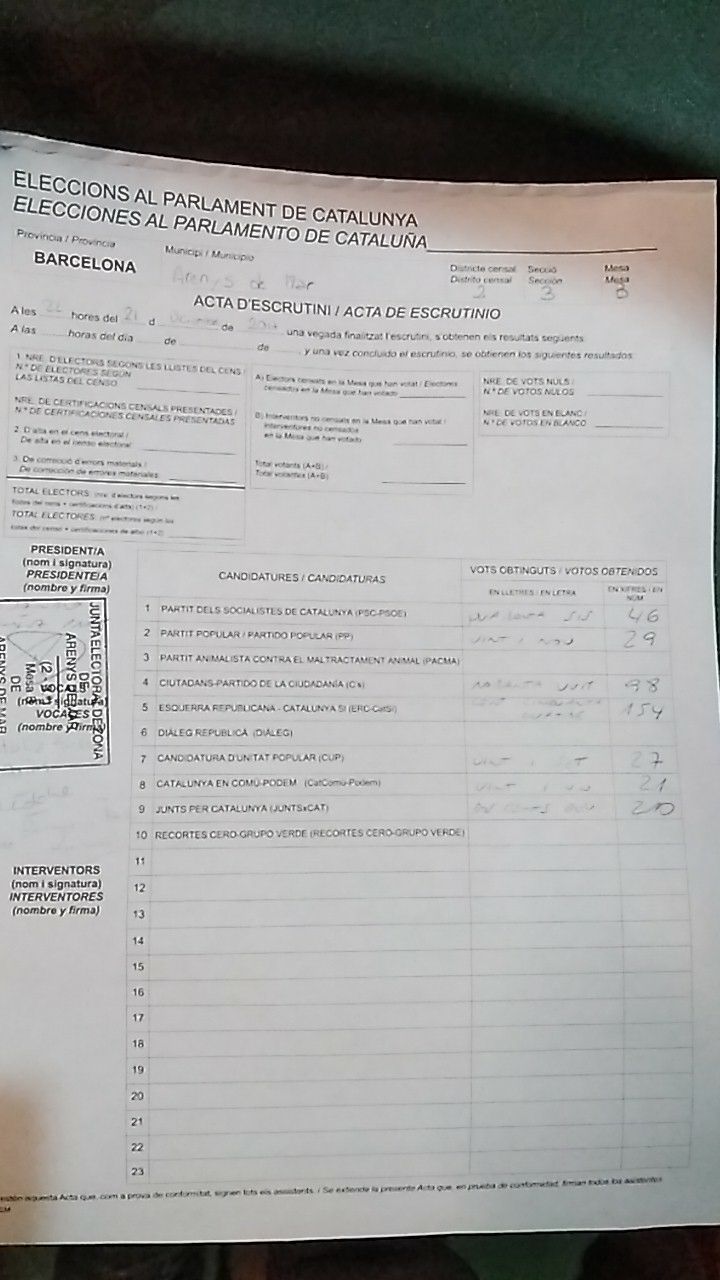 ELECCIONS AL PARLAMENT DE CATALUNYA
ELECCIONES AL PARLAMENTO DE CATALUÑA
Provincia / Provincia
BARCELONA
Municipi / Municipio
Arenys de Mar
Districte censal
Distrito censal
2
Secció
Sección
3
Mesa
Mesa
B
ACTA D'ESCRUTINI / ACTA DE ESCRUTINIO
A les 21 hores del 21 d de 2017 una vegada finalitzat l'escrutini, s'obtenen els resultats següents:
A las horas del día de de y una vez concluido el escrutinio, se obtienen los siguientes resultados:
1. NRE. D'ELECTORS SEGONS LES LLISTES DEL CENS /
N.º DE ELECTORES SEGÚN
LAS LISTAS DEL CENSO
NRE. DE CERTIFICACIONS CENSALS PRESENTADES /
N.º DE CERTIFICACIONES CENSALES PRESENTADAS
2. D'alta en el cens electoral /
De alta en el censo electoral
3. De correcció d'errors materials /
De corrección de errores materiales
TOTAL ELECTORS: (nre. d'electors segons les
llistes del cens + certificacions d'alta) (1+2) /
TOTAL ELECTORES: (nº electores según las
listas del censo + certificaciones de alta) (1+2)
A) Electors censats en la Mesa que han votat / Electores
censados en la Mesa que han votado
B) Interventors no censats en la Mesa que han votat /
Interventores no censados
en la Mesa que han votado
Total votants (A+B) /
Total votantes (A+B)
NRE. DE VOTS NULS /
N.º DE VOTOS NULOS
NRE. DE VOTS EN BLANC /
N.º DE VOTOS EN BLANCO
PRESIDENT/A
(nom i signatura)
PRESIDENTE/A
(nombre y firma)
JUNTA ELECTORAL DE ZONA
DE
ARENYS DE MAR
Mesa B
DE
ARENYS DE MAR
VOCALS
(nom i signatura)
VOCALES
(nombre y firma)
INTERVENTORS
(nom i signatura)
INTERVENTORES
(nombre y firma)
CANDIDATURES / CANDIDATURAS
VOTS OBTINGUTS / VOTOS OBTENIDOS
EN LLETRES / EN LETRA
EN XIFRES / EN NÚM.
1 PARTIT DELS SOCIALISTES DE CATALUNYA (PSC-PSOE) quaranta sis 46
2 PARTIT POPULAR / PARTIDO POPULAR (PP) vint i nou 29
3 PARTIT ANIMALISTA CONTRA EL MALTRACTAMENT ANIMAL (PACMA)
4 CIUTADANS-PARTIDO DE LA CIUDADANÍA (C's) noranta vuit 98
5 ESQUERRA REPUBLICANA - CATALUNYA SÍ (ERC-CatSí) cent cinquanta quatre 154
6 DIÀLEG REPUBLICÀ (DIÀLEG)
7 CANDIDATURA D'UNITAT POPULAR (CUP) vint i set 27
8 CATALUNYA EN COMÚ-PODEM (CatComú-Podem) vint i un 21
9 JUNTS PER CATALUNYA (JUNTSxCAT) dos cents deu 210
10 RECORTES CERO-GRUPO VERDE (RECORTES CERO-GRUPO VERDE)
11
12
13
14
15
16
17
18
19
20
21
22
23
aquesta Acta que, com a prova de conformitat, signen tots els assistents. / Se extiende la presente Acta que, en prueba de conformidad, firman todos los asistentes